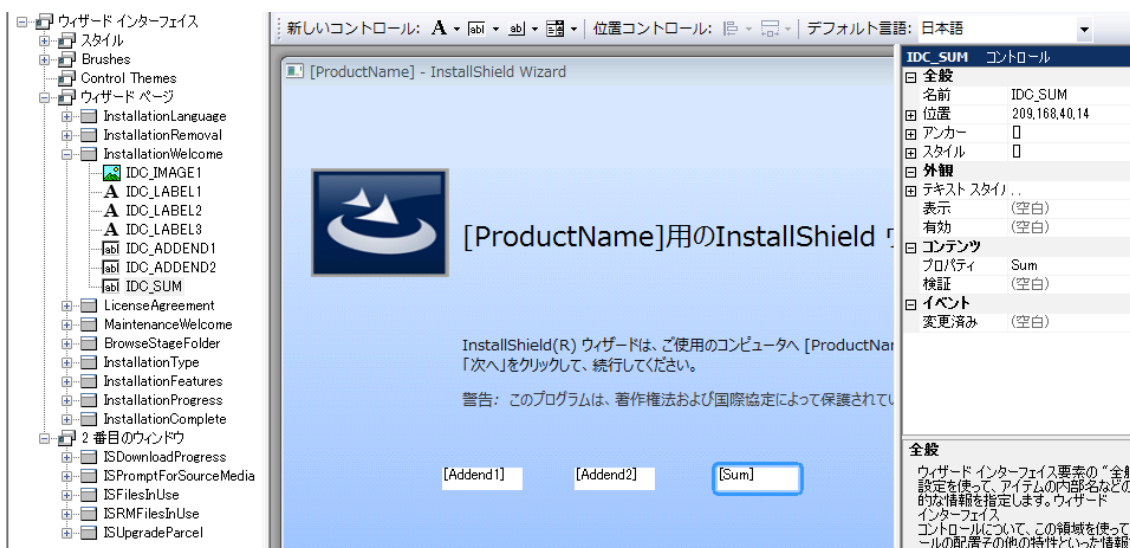 ウィザード インターフェイス
スタイル
Brushes
Control Themes
ウィザード ページ
InstallationLanguage
InstallationRemoval
InstallationWelcome
IDC_IMAGE1
A IDC_LABEL1
A IDC_LABEL2
A IDC_LABEL3
abl IDC_ADDEND1
abl IDC_ADDEND2
abl IDC_SUM
LicenseAgreement
MaintenanceWelcome
BrowseStageFolder
InstallationType
InstallationFeatures
InstallationProgress
InstallationComplete
2 番目のウィンドウ
ISDownloadProgress
ISPromptForSourceMedia
ISFilesInUse
ISRMFilesInUse
ISUpgradeParcel
新しいコントロール: A abl ab 位置コントロール: デフォルト言語: 日本語
[ProductName] - InstallShield Wizard
[ProductName]用のInstallShield
InstallShield(R) ウィザードは、ご使用のコンピュータへ [ProductNar
「次へ」をクリックして、続行してください。
警告: このプログラムは、著作権法および国際協定によって保護されてい
[Addend1] [Addend2] [Sum]
IDC_SUM コントロール
全般
名前 IDC_SUM
位置 209,168,40,14
アンカー []
スタイル []
外観
テキスト スタイ ..
表示 (空白)
有効 (空白)
コンテンツ
プロパティ Sum
検証 (空白)
イベント
変更済み (空白)
全般
ウィザード インターフェイス要素の "全般
設定を使って、アイテムの内部名などの
的な情報を指定します。ウィザード
インターフェイス
コントロールについて、この領域を使って
ールの配置その他の特性といった情報